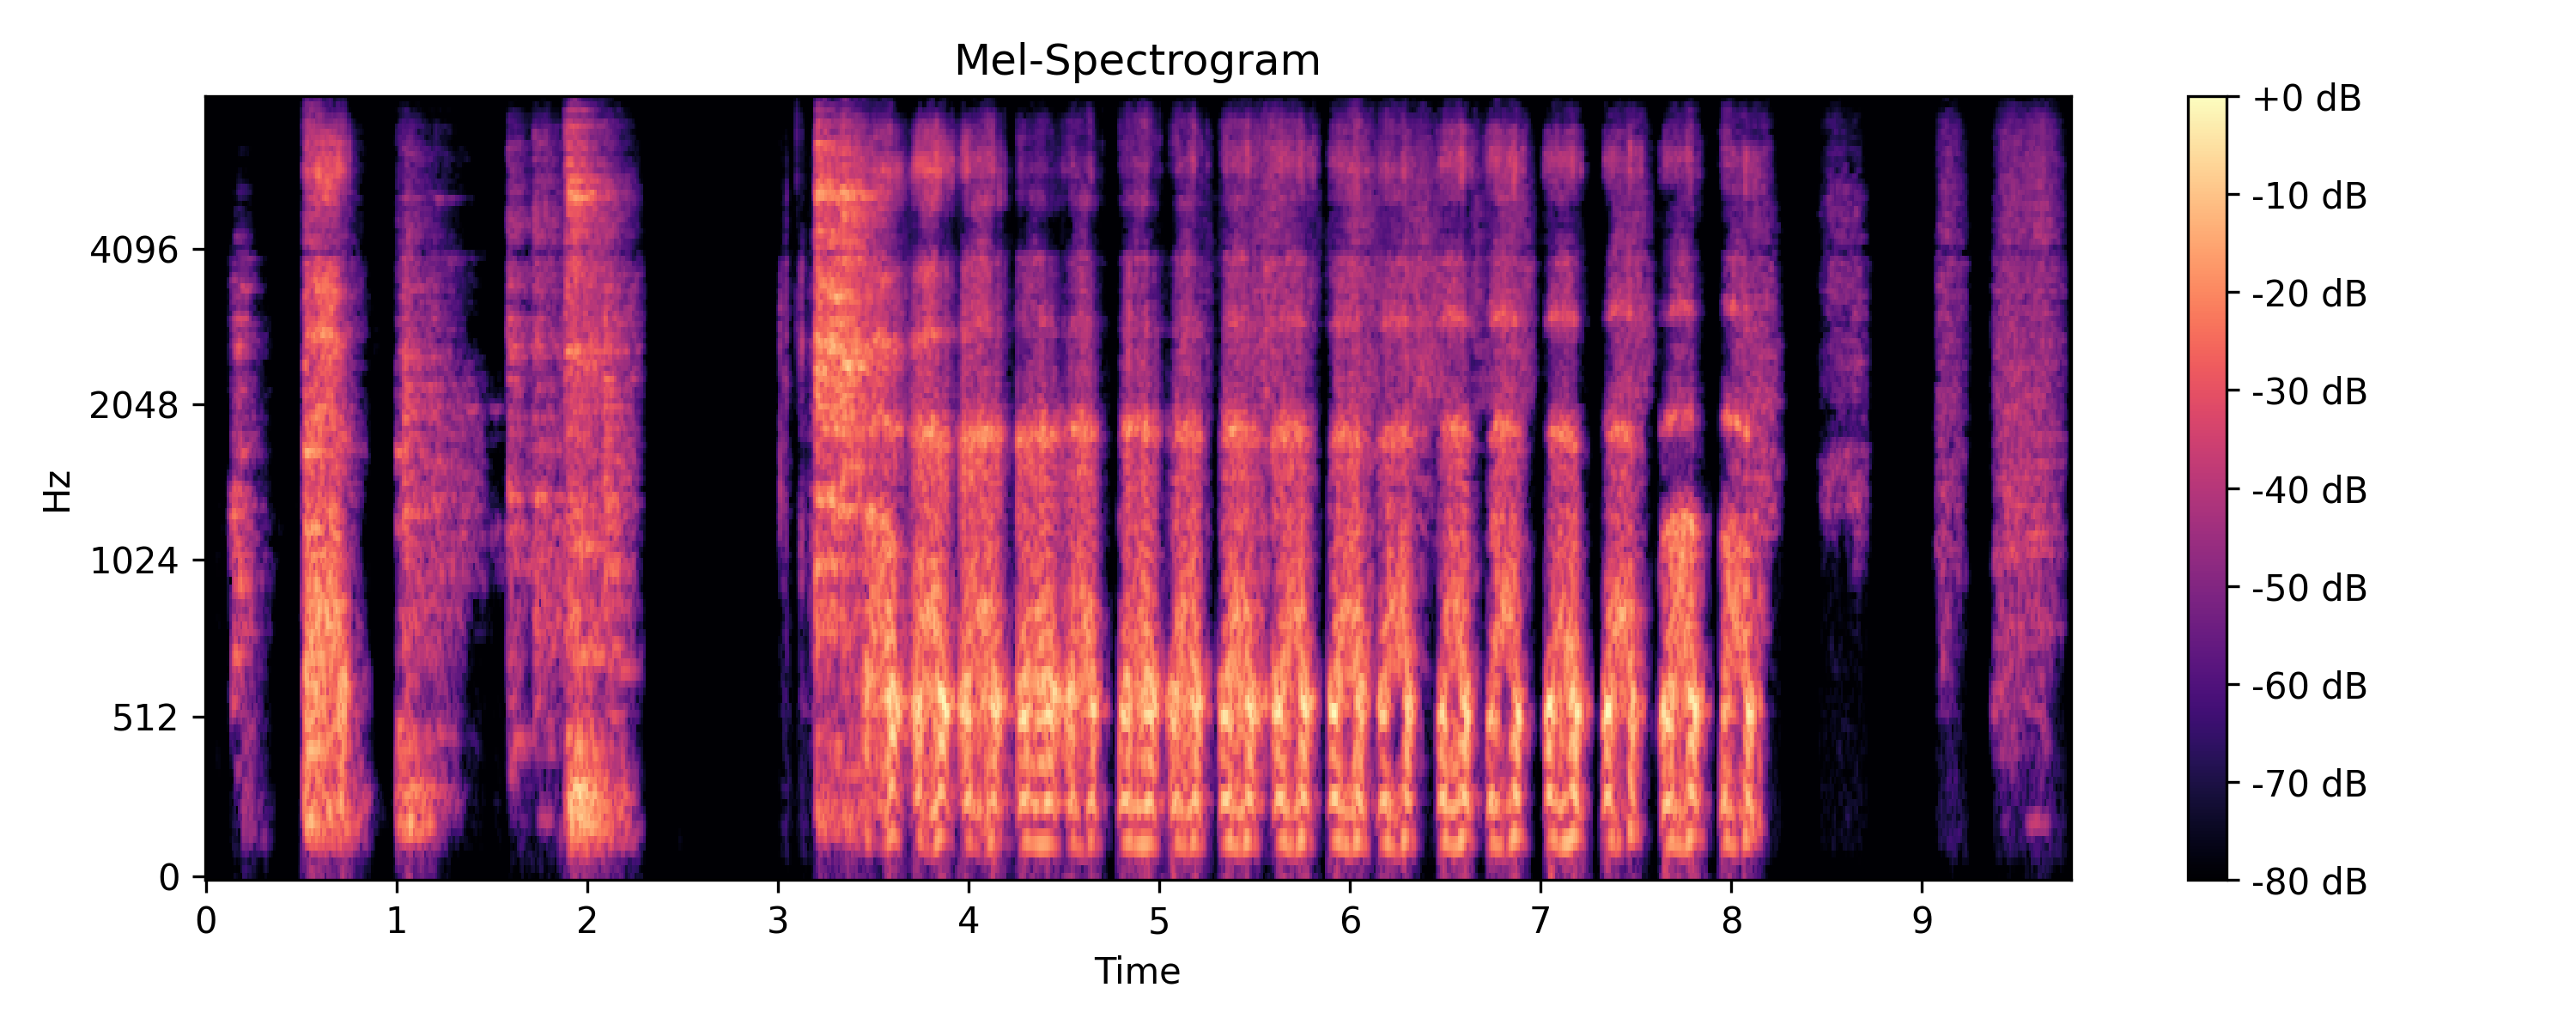 Mel-Spectrogram
+0 dB
-10 dB
-20 dB
-30 dB
-40 dB
-50 dB
-60 dB
-70 dB
-80 dB
4096
2048
1024
512
0
Hz
0 1 2 3 4 5 6 7 8 9
Time